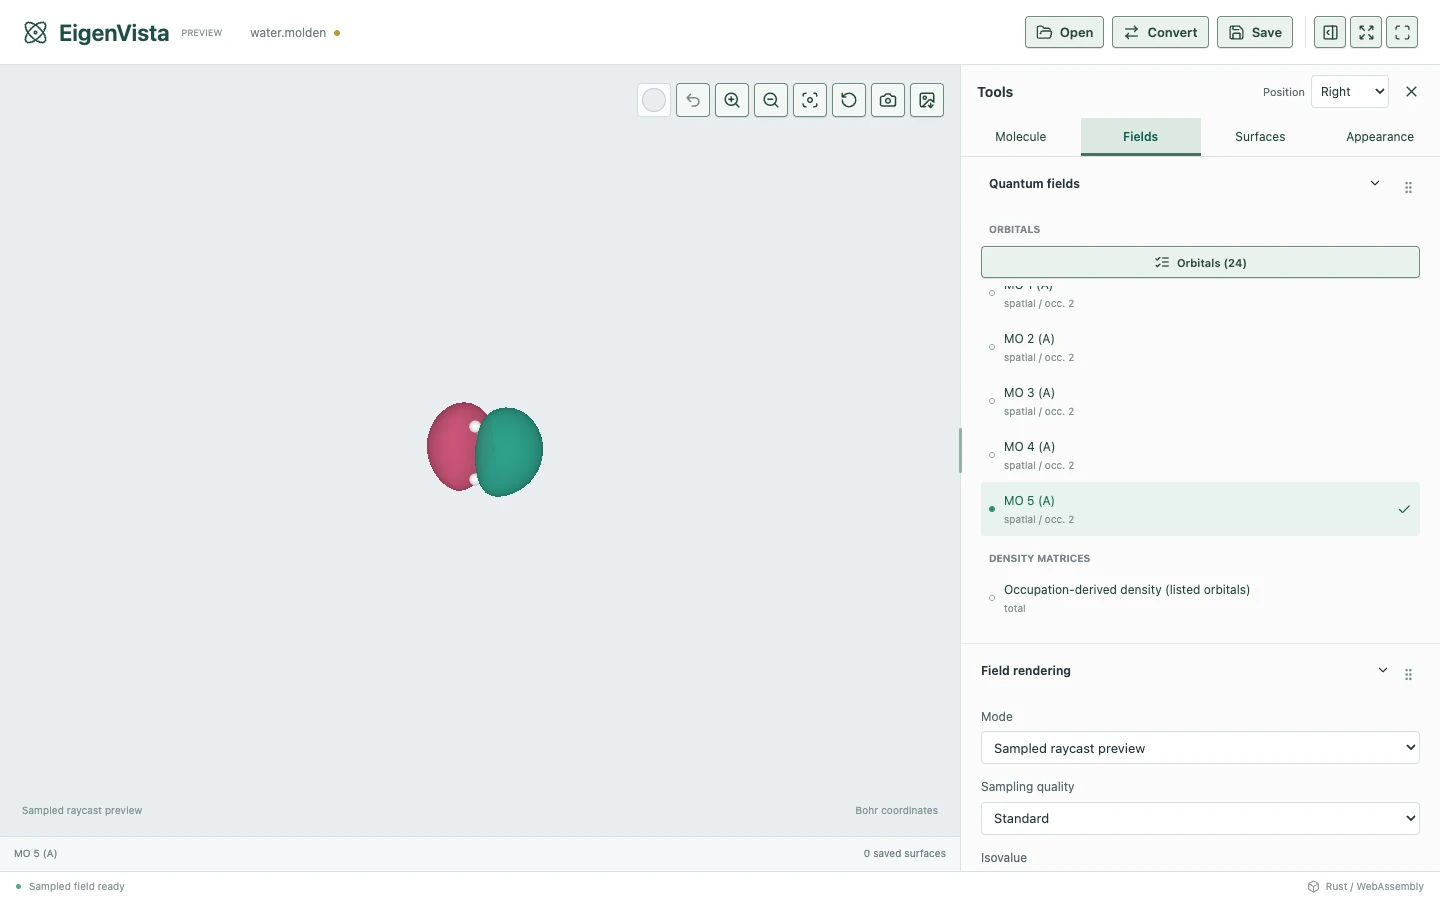 EigenVista PREVIEW water.molden
Open Convert Save
Tools Position Right
Molecule Fields Surfaces Appearance
Quantum fields
ORBITALS
Orbitals (24)
MO 1 (A)
spatial / occ. 2
MO 2 (A)
spatial / occ. 2
MO 3 (A)
spatial / occ. 2
MO 4 (A)
spatial / occ. 2
MO 5 (A)
spatial / occ. 2
DENSITY MATRICES
Occupation-derived density (listed orbitals)
total
Field rendering
Mode
Sampled raycast preview
Sampling quality
Standard
Isovalue
Sampled raycast preview Bohr coordinates
MO 5 (A) 0 saved surfaces
Sampled field ready Rust / WebAssembly